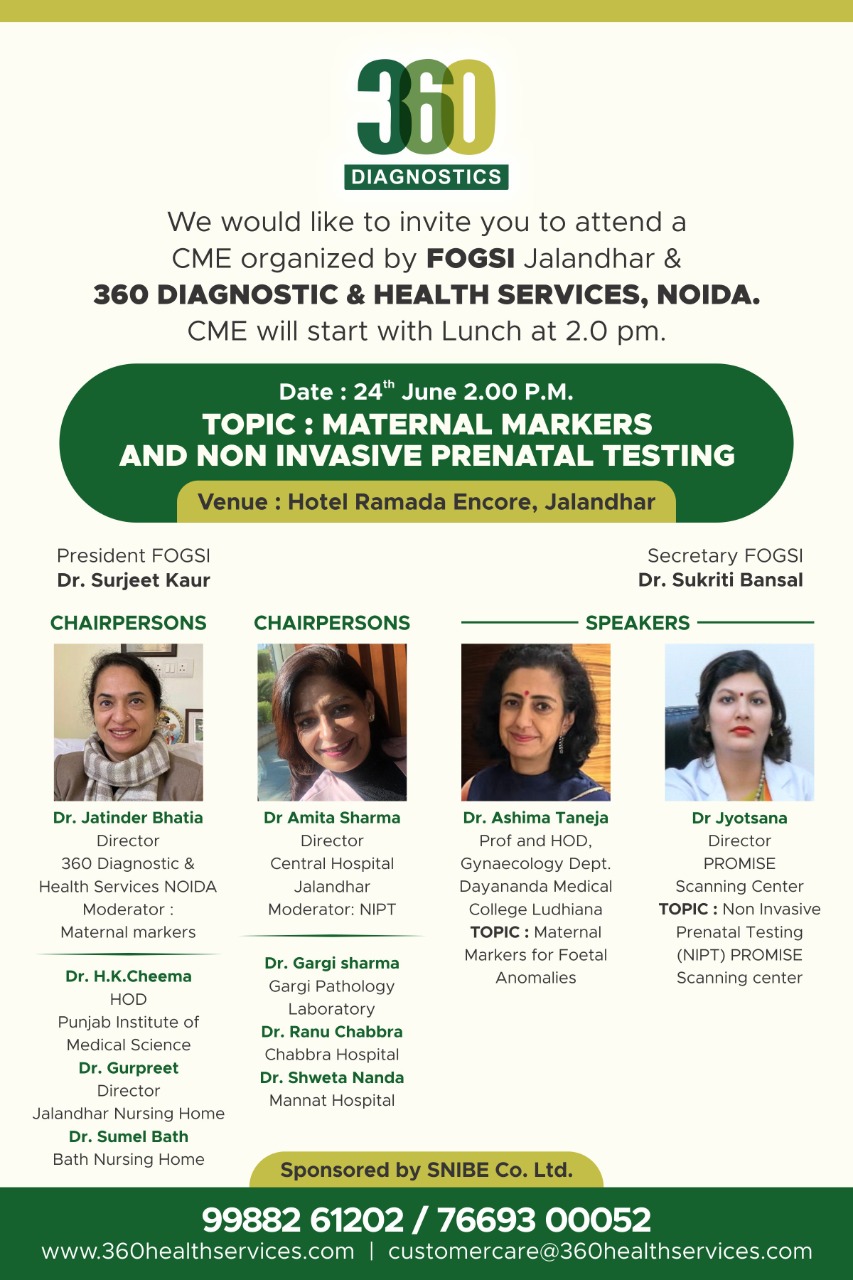 360
DIAGNOSTICS
We would like to invite you to attend a
CME organized by FOGSI Jalandhar &
360 DIAGNOSTIC & HEALTH SERVICES, NOIDA.
CME will start with Lunch at 2.0 pm.
Date : 24th June 2.00 P.M.
TOPIC : MATERNAL MARKERS
AND NON INVASIVE PRENATAL TESTING
Venue : Hotel Ramada Encore, Jalandhar
President FOGSI
Dr. Surjeet Kaur
Secretary FOGSI
Dr. Sukriti Bansal
CHAIRPERSONS
Dr. Jatinder Bhatia
Director
360 Diagnostic &
Health Services NOIDA
Moderator :
Maternal markers
Dr. H.K.Cheema
HOD
Punjab Institute of
Medical Science
Dr. Gurpreet
Director
Jalandhar Nursing Home
Dr. Sumel Bath
Bath Nursing Home
CHAIRPERSONS
Dr Amita Sharma
Director
Central Hospital
Jalandhar
Moderator: NIPT
Dr. Gargi sharma
Gargi Pathology
Laboratory
Dr. Ranu Chabbra
Chabbra Hospital
Dr. Shweta Nanda
Mannat Hospital
SPEAKERS
Dr. Ashima Taneja
Prof and HOD,
Gynaecology Dept.
Dayananda Medical
College Ludhiana
TOPIC : Maternal
Markers for Foetal
Anomalies
Dr Jyotsana
Director
PROMISE
Scanning Center
TOPIC : Non Invasive
Prenatal Testing
(NIPT) PROMISE
Scanning center
Sponsored by SNIBE Co. Ltd.
99882 61202 / 76693 00052
www.360healthservices.com | customercare@360healthservices.com